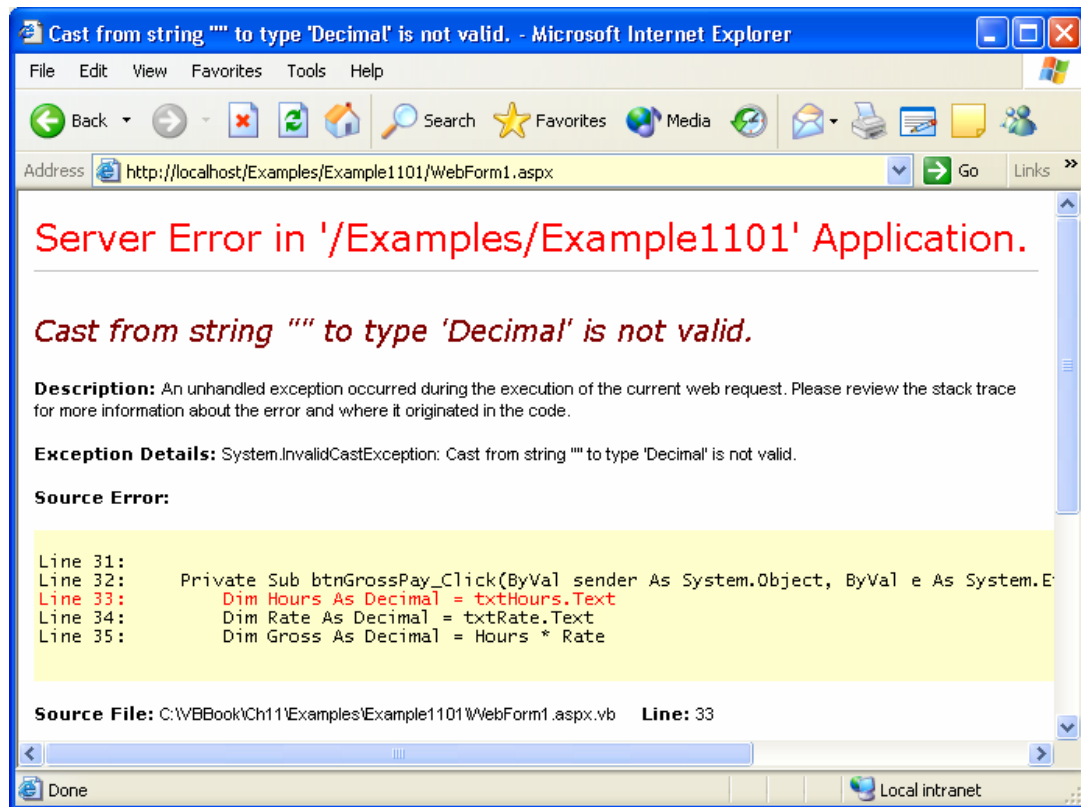 Cast from string "" to type 'Decimal' is not valid. - Microsoft Internet Explorer
File Edit View Favorites Tools Help
Back Search Favorites Media
Address http://localhost/Examples/Example1101/WebForm1.aspx Go Links »
Server Error in '/Examples/Example1101' Application.
Cast from string "" to type 'Decimal' is not valid.
Description: An unhandled exception occurred during the execution of the current web request. Please review the stack trace
for more information about the error and where it originated in the code.
Exception Details: System.InvalidCastException: Cast from string "" to type 'Decimal' is not valid.
Source Error:
Line 31:
Line 32: Private Sub btnGrossPay_Click(ByVal sender As System.Object, ByVal e As System.E
Line 33: Dim Hours As Decimal = txtHours.Text
Line 34: Dim Rate As Decimal = txtRate.Text
Line 35: Dim Gross As Decimal = Hours * Rate
Source File: C:\VBBook\Ch11\Examples\Example1101\WebForm1.aspx.vb Line: 33
Done Local intranet